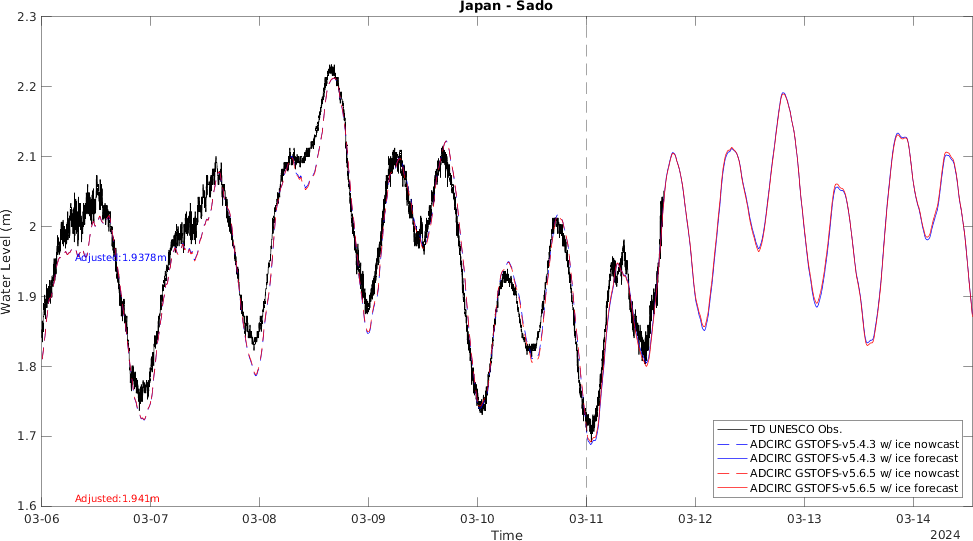 Japan - Sado
2.3
2.2
2.1
2
1.9
1.8
1.7
1.6
Water Level (m)
Adjusted:1.9378m
Adjusted:1.941m
TD UNESCO Obs.
ADCIRC GSTOFS-v5.4.3 w/ ice nowcast
ADCIRC GSTOFS-v5.4.3 w/ ice forecast
ADCIRC GSTOFS-v5.6.5 w/ ice nowcast
ADCIRC GSTOFS-v5.6.5 w/ ice forecast
03-06 03-07 03-08 03-09 03-10 03-11 03-12 03-13 03-14
Time
2024